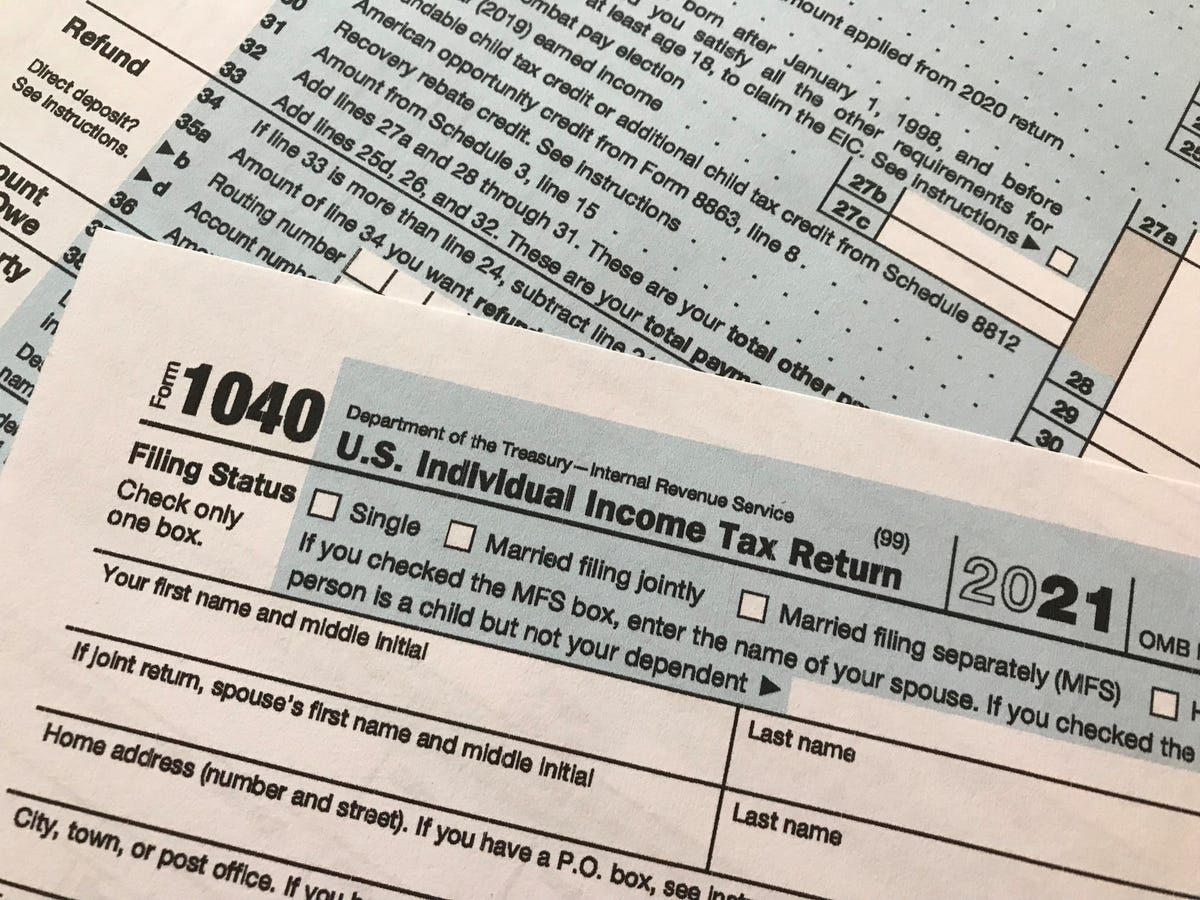 Refund
Direct deposit?
See instructions.
30
31
32
33
34
35a
b
d
36
ount applied from 2020 return
born after January 1, 1998, and before
you satisfy all the other requirements for
at least age 18, to claim the EIC. See instructions ▶
27a
27b
27c
(2019) earned income
child tax credit or additional child tax credit from Schedule 8812
American opportunity credit from Form 8863, line 8
Recovery rebate credit. See instructions
Amount from Schedule 3, line 15
Add lines 27a and 28 through 31. These are your total other
Add lines 25d, 26, and 32. These are your total
If line 33 is more than line 24, subtract line
Amount of line 34 you want
Routing number
Account
28
29
30
Form 1040
Department of the Treasury—Internal Revenue Service
U.S. Individual Income Tax Return
(99)
2021
OMB
Filing Status
Check only
one box.
Single
Married filing jointly
Married filing separately (MFS)
If you checked the MFS box, enter the name of your spouse. If you checked the
person is a child but not your dependent ▶
Your first name and middle initial
Last name
If joint return, spouse's first name and middle initial
Last name
Home address (number and street). If you have a P.O. box, see
City, town, or post office. If you